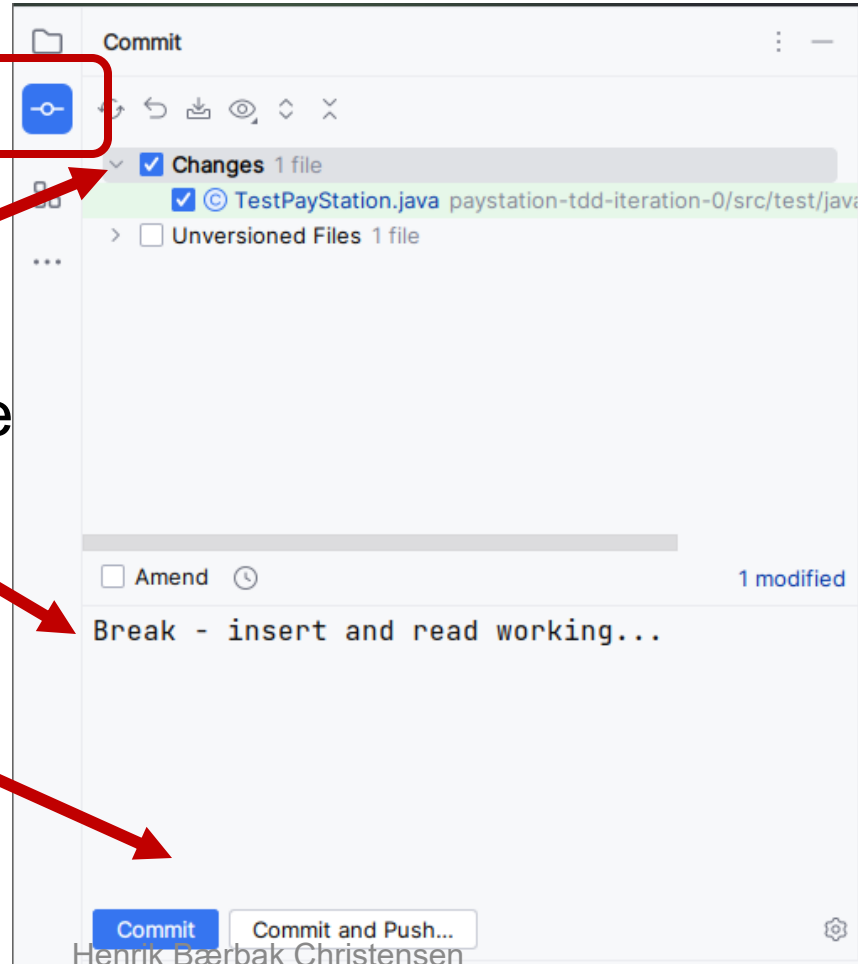 Commit
Changes 1 file
TestPayStation.java paystation-tdd-iteration-0/src/test/java
Unversioned Files 1 file
e
Amend
1 modified
Break - insert and read working...
Commit
Commit and Push...
Henrik Bærbak Christensen